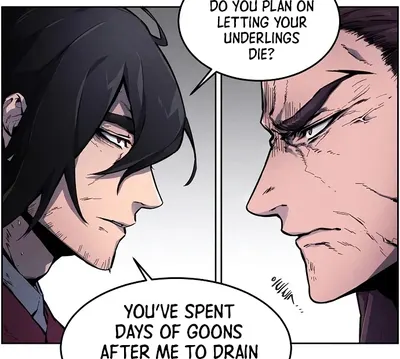 DO YOU PLAN ON
LETTING YOUR
UNDERLINGS
DIE?
YOU'VE SPENT
DAYS OF GOONS
AFTER ME TO DRAIN